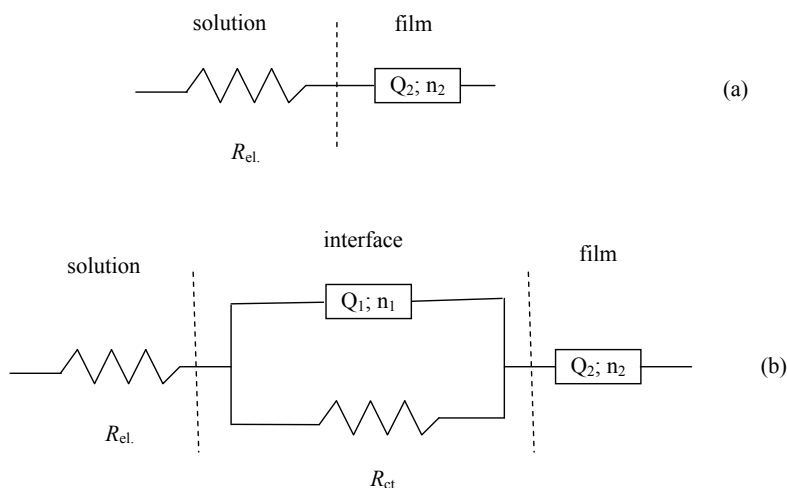 solution film
Q2; n2
(a)
Rel.
interface
solution film
Q1; n1
Q2; n2
(b)
Rel.
Rct